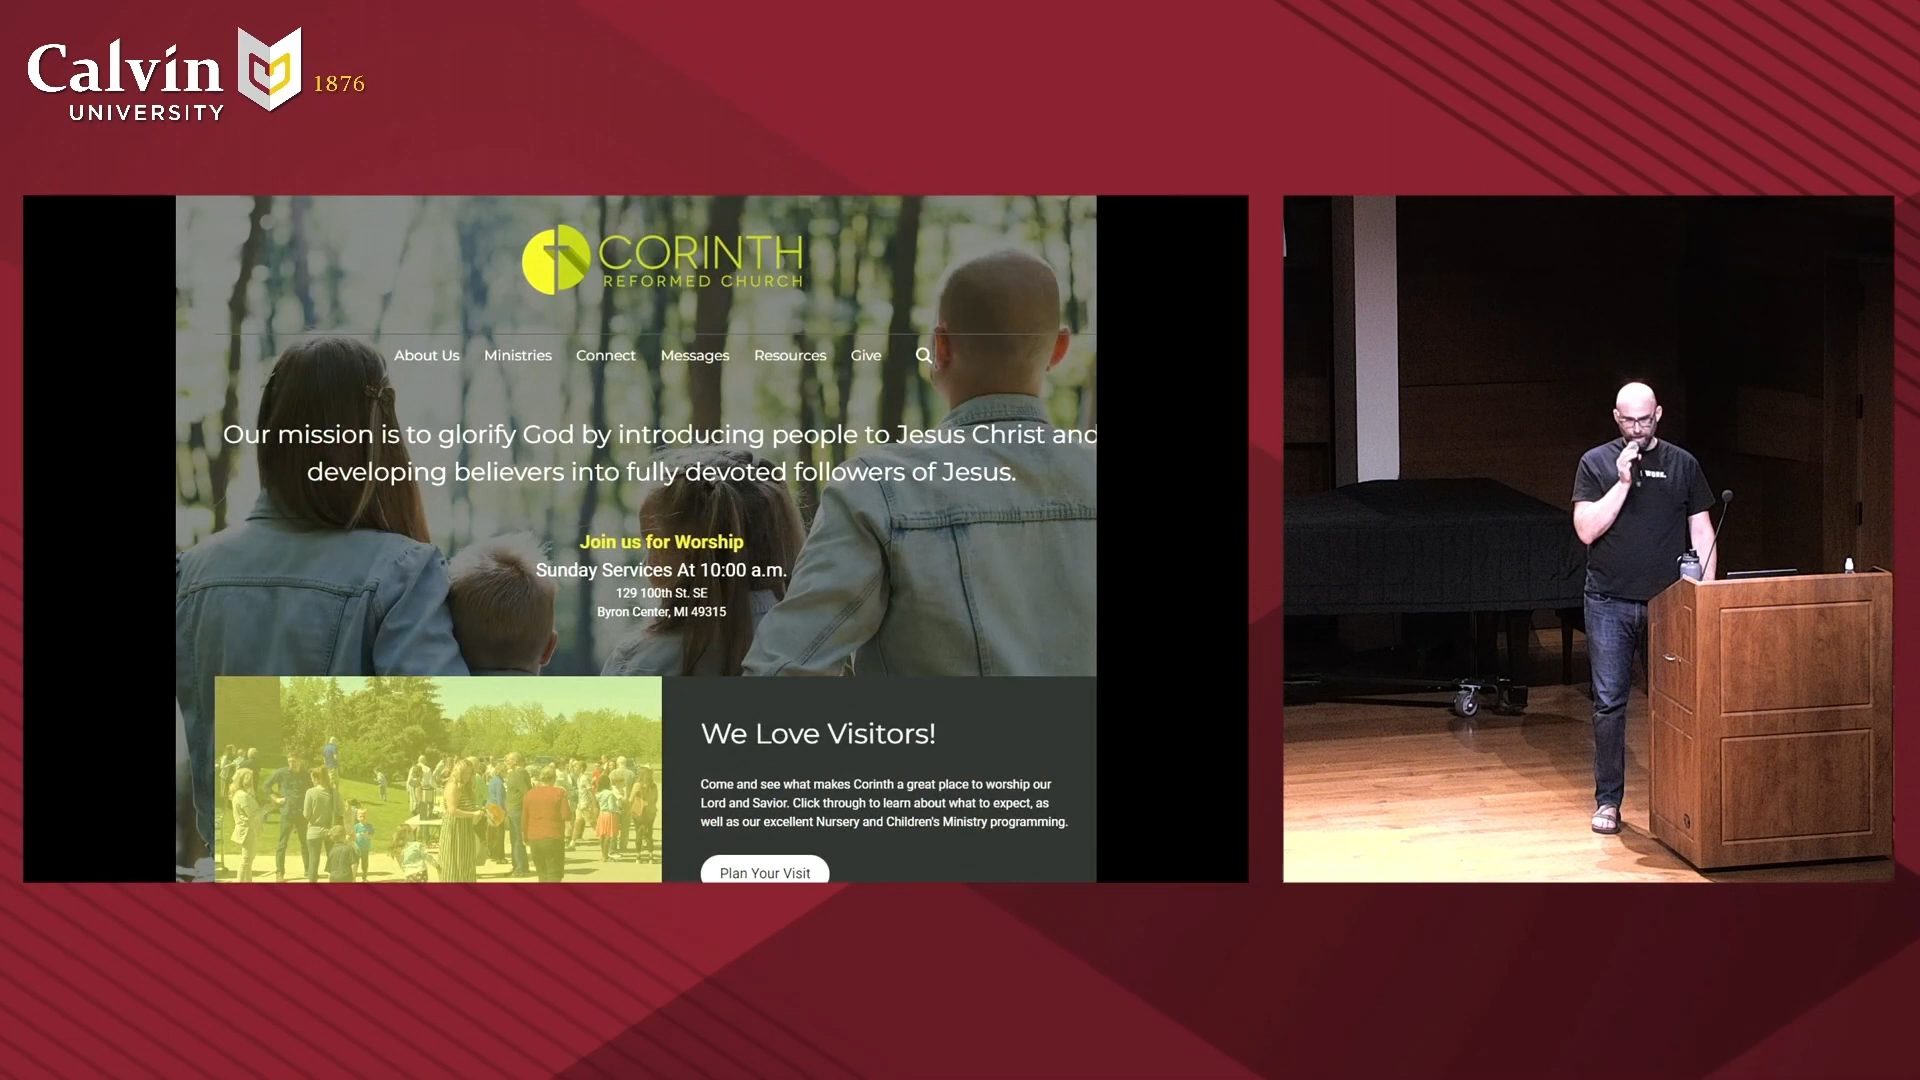 Calvin
UNIVERSITY
1876
CORINTH
REFORMED CHURCH
About Us Ministries Connect Messages Resources Give
Our mission is to glorify God by introducing people to Jesus Christ and
developing believers into fully devoted followers of Jesus.
Join us for Worship
Sunday Services At 10:00 a.m.
129 100th St. SE
Byron Center, MI 49315
We Love Visitors!
Come and see what makes Corinth a great place to worship our
Lord and Savior. Click through to learn about what to expect, as
well as our excellent Nursery and Children's Ministry programming.
Plan Your Visit